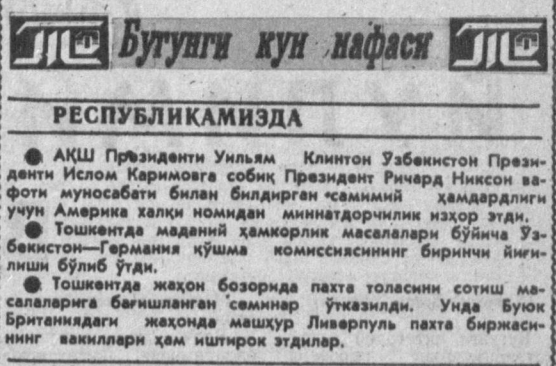 Бугунги кун нафаси
РЕСПУБЛИКАМИЗДА
● АҚШ Президенти Уильям Клинтон Ўзбекистон Прези-
денти Ислом Каримовга собиқ Президент Ричард Никсон ва-
фоти муносабати билан билдирган самимий ҳамдардлиги
учун Америка халқи номидан миннатдорчилик изҳор этди.
● Тошкентда маданий ҳамкорлик масалалари бўйича Ўз-
бекистон—Германия қўшма комиссиясининг биринчи йиғи-
лиши бўлиб ўтди.
● Тошкентда жаҳон бозорида пахта толасини сотиш ма-
салаларига бағишланган семинар ўтказилди. Унда Буюк
Британиядаги жаҳонда машҳур Ливерпуль пахта биржаси-
нинг вакиллари ҳам иштирок этдилар.